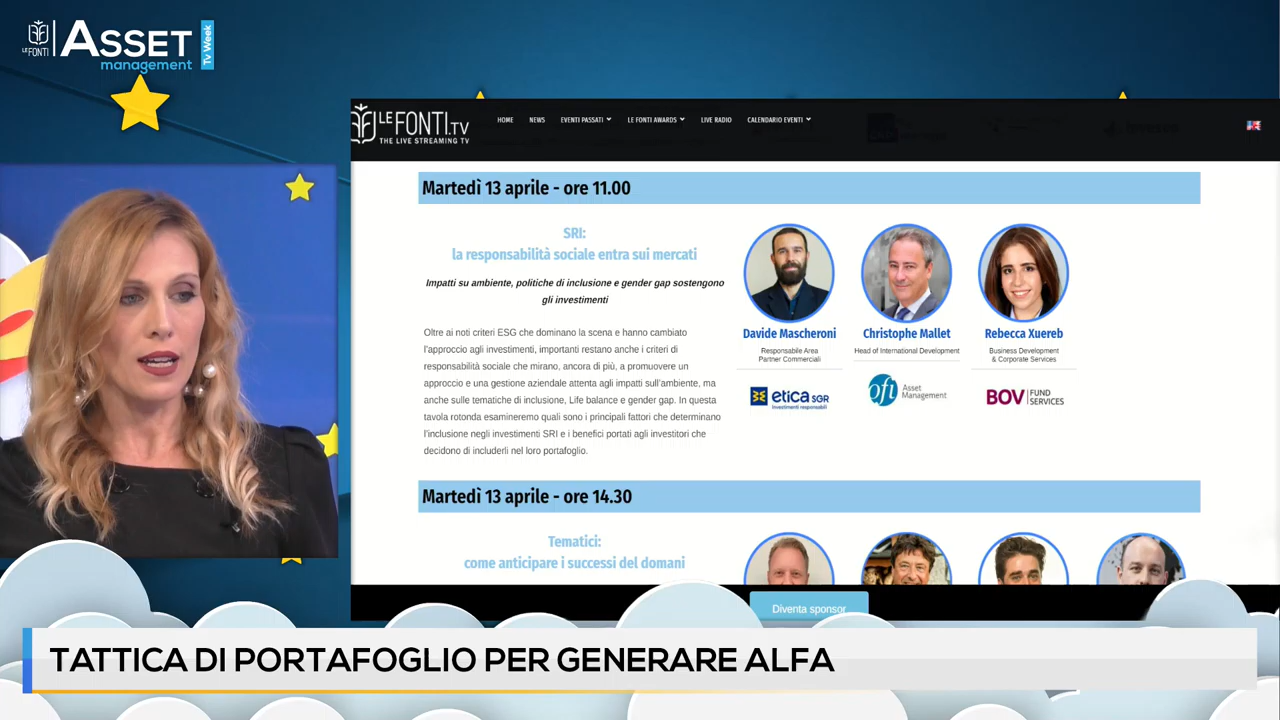 LE FONTI
ASSET
management
Tv Week
LE FONTI.TV
THE LIVE STREAMING TV
HOME NEWS EVENTI PASSATI LE FONTI AWARDS LIVE RADIO CALENDARIO EVENTI
Martedì 13 aprile - ore 11.00
SRI:
la responsabilità sociale entra sui mercati
Impatti su ambiente, politiche di inclusione e gender gap sostengono
gli investimenti
Oltre ai noti criteri ESG che dominano la scena e hanno cambiato
l'approccio agli investimenti, importanti restano anche i criteri di
responsabilità sociale che mirano, ancora di più, a promuovere un
approccio e una gestione aziendale attenta agli impatti sull'ambiente, ma
anche sulle tematiche di inclusione, Life balance e gender gap. In questa
tavola rotonda esamineremo quali sono i principali fattori che determinano
l'inclusione negli investimenti SRI e i benefici portati agli investitori che
decidono di includerli nel loro portafoglio.
Davide Mascheroni
Responsabile Area
Partner Commerciali
etica SGR
Investimenti responsabili
Christophe Mallet
Head of International Development
ofi Asset
Management
Rebecca Xuereb
Business Development
& Corporate Services
BOV FUND
SERVICES
Martedì 13 aprile - ore 14.30
Tematici:
come anticipare i successi del domani
Diventa sponsor
TATTICA DI PORTAFOGLIO PER GENERARE ALFA